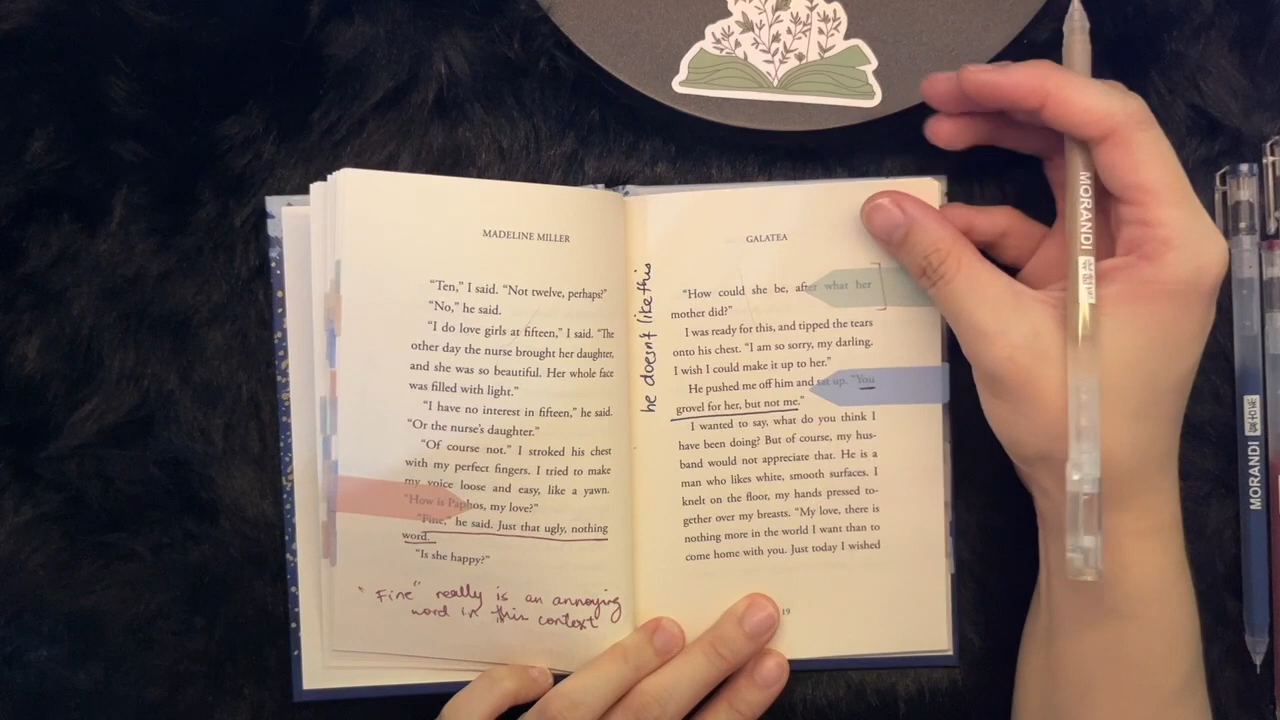 MADELINE MILLER
“Ten,” I said. “Not twelve, perhaps?”
“No,” he said.
“I do love girls at fifteen,” I said. “The
other day the nurse brought her daughter,
and she was so beautiful. Her whole face
was filled with light.”
“I have no interest in fifteen,” he said.
“Or the nurse’s daughter.”
“Of course not.” I stroked his chest
with my perfect fingers. I tried to make
my voice loose and easy, like a yawn.
“How is Paphos, my love?”
“Fine,” he said. Just that ugly, nothing
word.
“Is she happy?”
“Fine” really is an annoying
word in this context
he doesn't like this
GALATEA
“How could she be, after what her
mother did?”
I was ready for this, and tipped the tears
onto his chest. “I am so sorry, my darling.
I wish I could make it up to her.”
He pushed me off him and sat up. “You
grovel for her, but not me.”
I wanted to say, what do you think I
have been doing? But of course, my hus-
band would not appreciate that. He is a
man who likes white, smooth surfaces. I
knelt on the floor, my hands pressed to-
gether over my breasts. “My love, there is
nothing more in the world I want than to
come home with you. Just today I wished
19
MORANDI
MORANDI